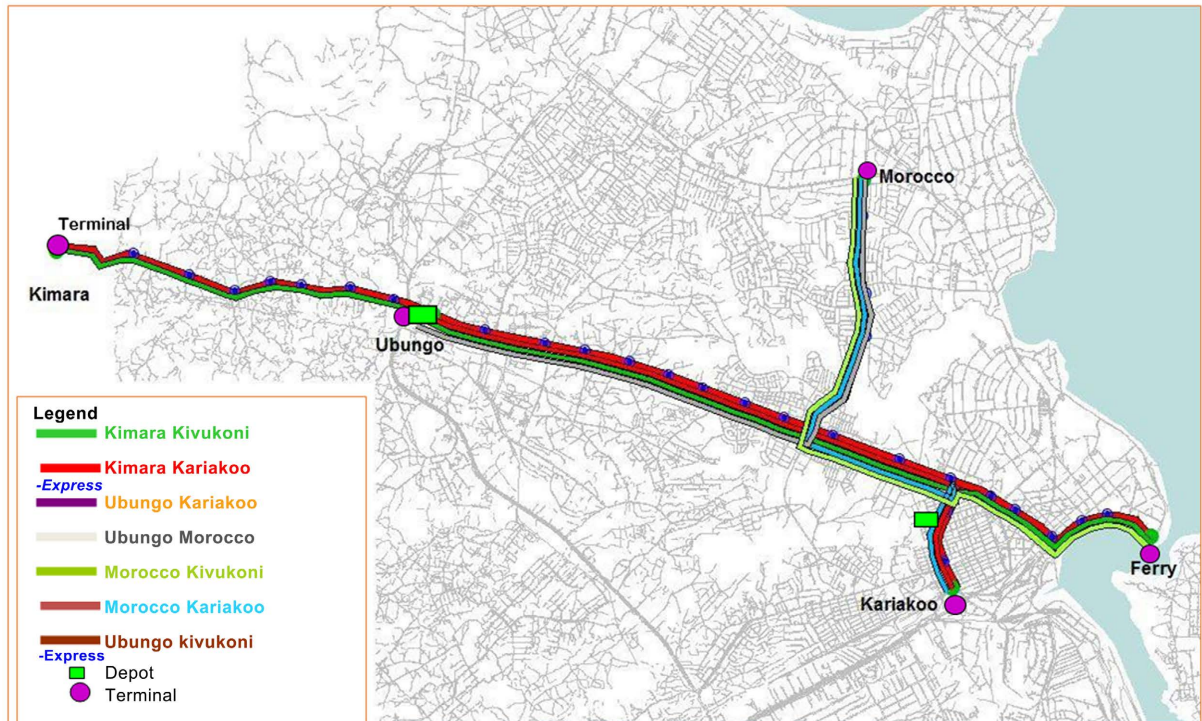 Morocco
Terminal
Kimara
Ubungo
Ferry
Kariakoo
Legend
Kimara Kivukoni
Kimara Kariakoo
-Express
Ubungo Kariakoo
Ubungo Morocco
Morocco Kivukoni
Morocco Kariakoo
Ubungo kivukoni
-Express
Depot
Terminal